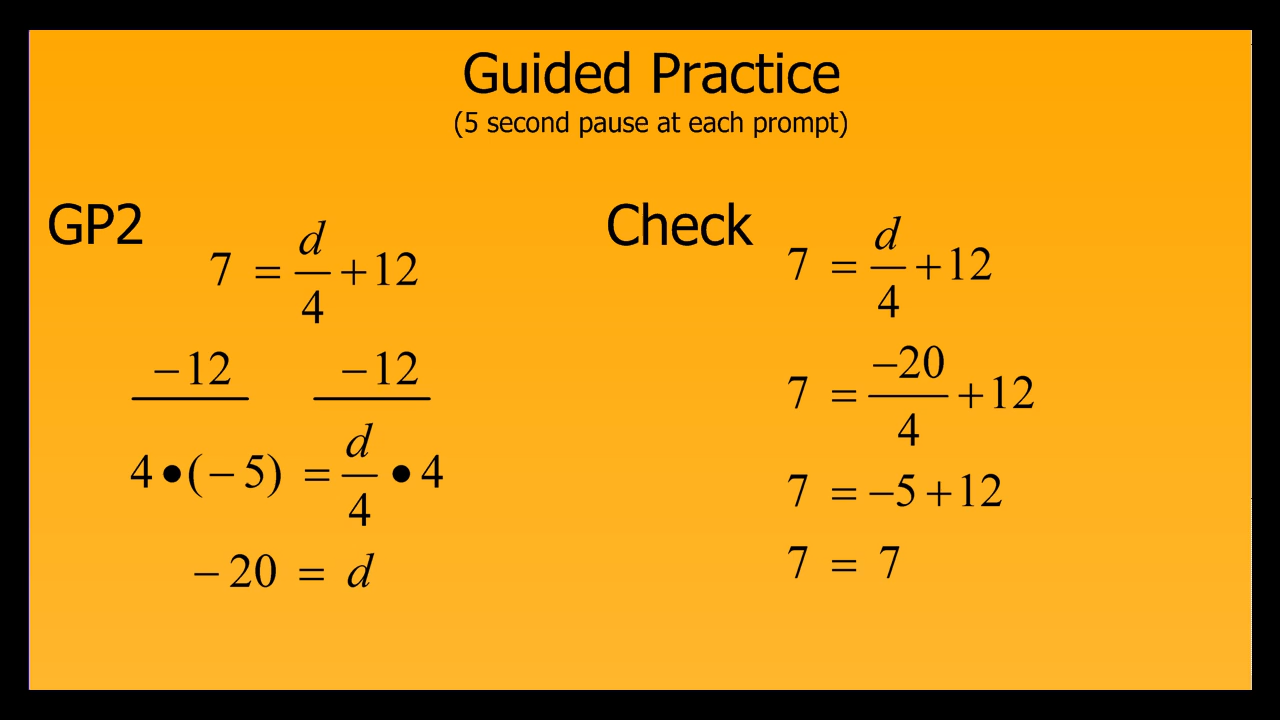 Guided Practice
(5 second pause at each prompt)
GP2
7 = d/4 + 12
−12 −12
4•(−5) = d/4 • 4
−20 = d
Check
7 = d/4 + 12
7 = −20/4 + 12
7 = −5 + 12
7 = 7